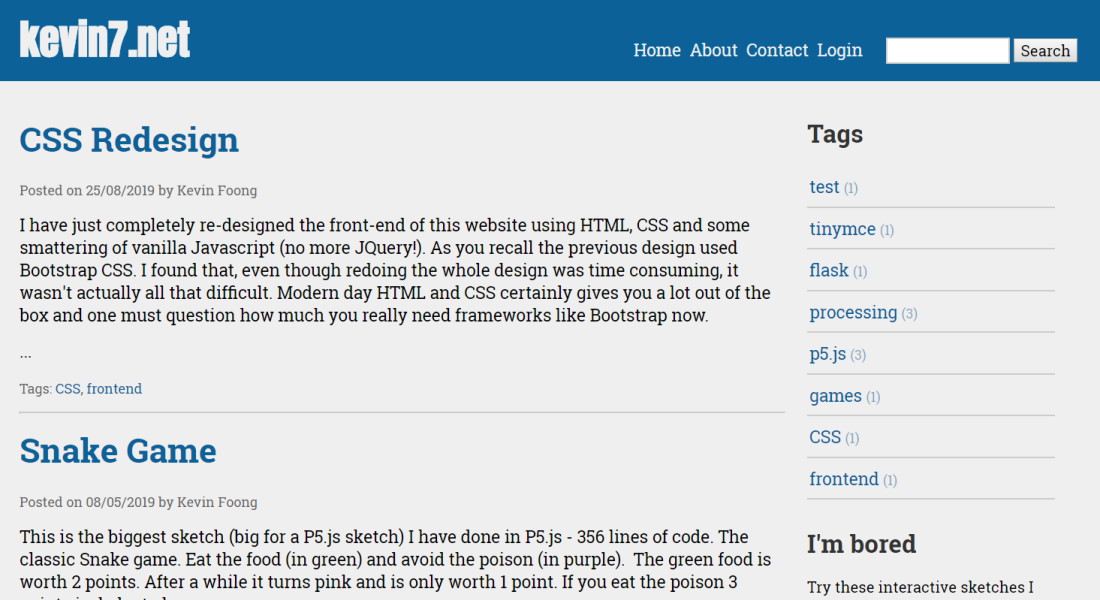 kevin7.net
Home About Contact Login Search
CSS Redesign
Posted on 25/08/2019 by Kevin Foong
I have just completely re-designed the front-end of this website using HTML, CSS and some
smattering of vanilla Javascript (no more JQuery!). As you recall the previous design used
Bootstrap CSS. I found that, even though redoing the whole design was time consuming, it
wasn't actually all that difficult. Modern day HTML and CSS certainly gives you a lot out of the
box and one must question how much you really need frameworks like Bootstrap now.
...
Tags: CSS, frontend
Snake Game
Posted on 08/05/2019 by Kevin Foong
This is the biggest sketch (big for a P5.js sketch) I have done in P5.js - 356 lines of code. The
classic Snake game. Eat the food (in green) and avoid the poison (in purple).  The green food is
worth 2 points. After a while it turns pink and is only worth 1 point. If you eat the poison 3
Tags
test (1)
tinymce (1)
flask (1)
processing (3)
p5.js (3)
games (1)
CSS (1)
frontend (1)
I'm bored
Try these interactive sketches I